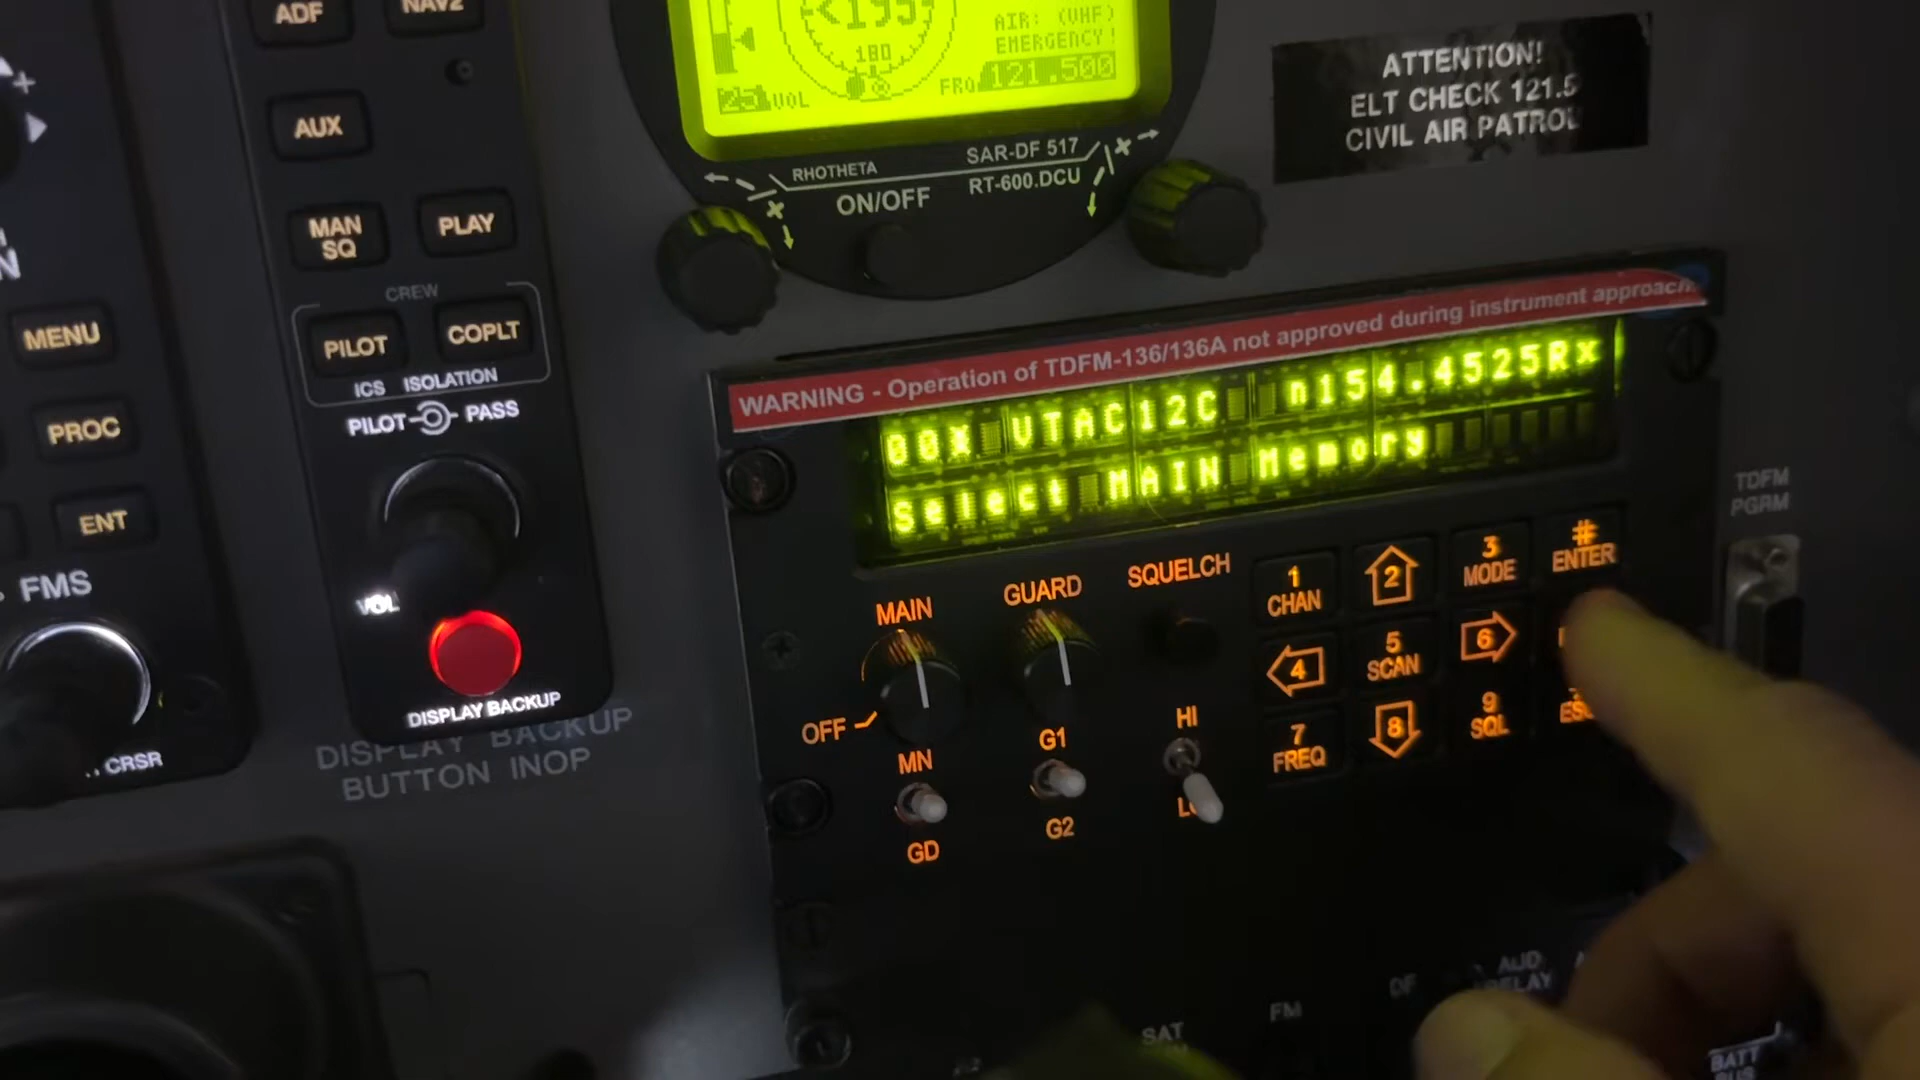 ADF
NAV2
AUX
MAN
SQ
PLAY
CREW
PILOT
COPLT
ICS ISOLATION
PILOT PASS
VOL
DISPLAY BACKUP
DISPLAY BACKUP
BUTTON INOP
MENU
PROC
ENT
FMS
CRSR
<195
180
AIR: (VHF)
EMERGENCY!
VOL
FRQ 121.500
RHOTHETA
SAR-DF 517
ON/OFF
RT-600.DCU
ATTENTION!
ELT CHECK 121.5
CIVIL AIR PATROL
WARNING - Operation of TDFM-136/136A not approved during instrument approach
00X VTAC12C n154.4525Rx
Select MAIN Memory
TDFM
PGRM
MAIN
GUARD
SQUELCH
OFF
MN
GD
G1
G2
HI
1
CHAN
2
3
MODE
#
ENTER
4
5
SCAN
6
7
FREQ
8
9
SQL
SAT
FM
DF
AUD
BATT
BUS